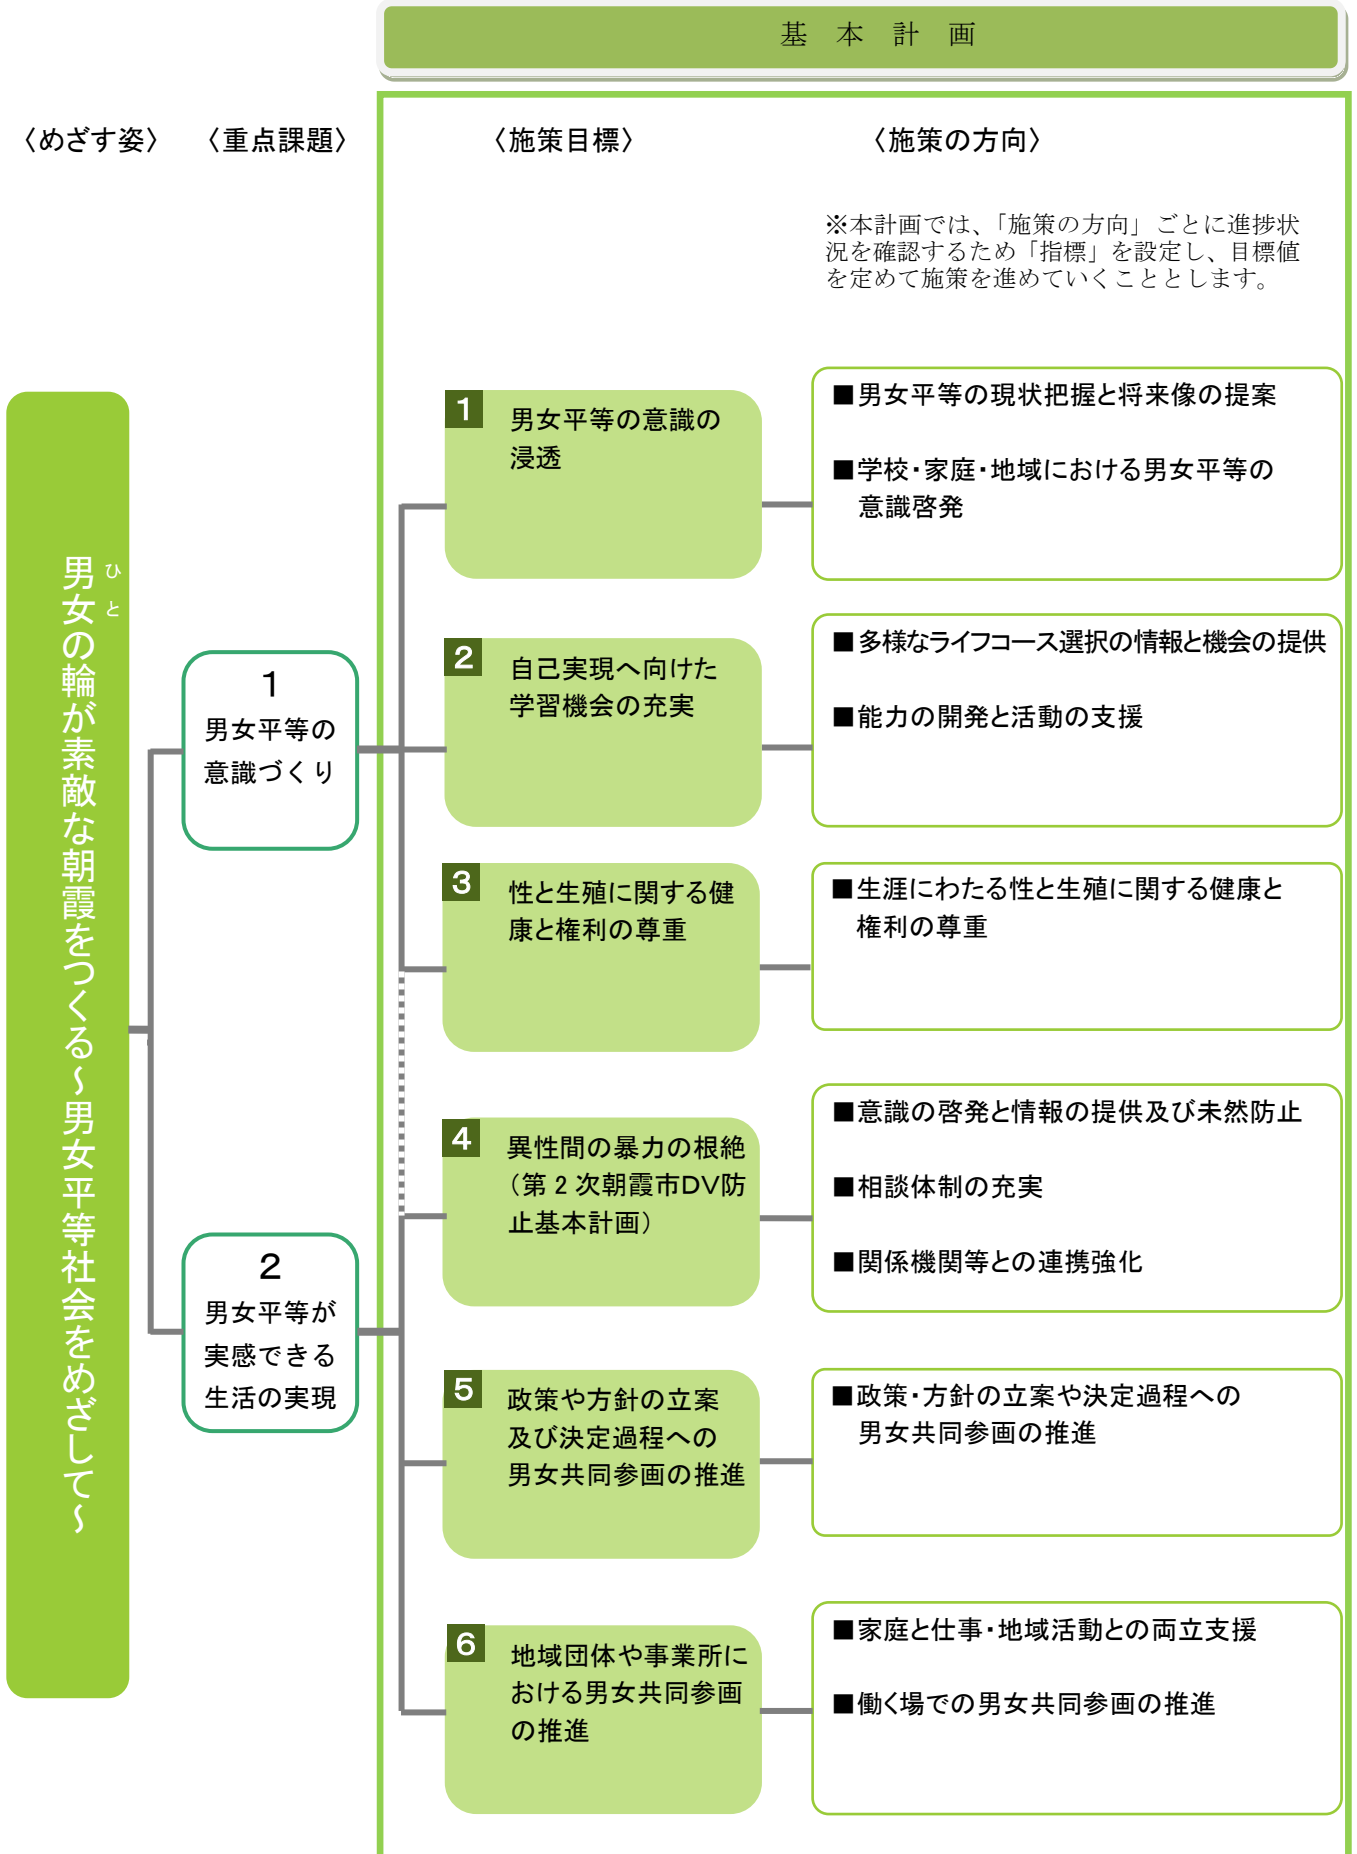 基本計画
〈めざす姿〉
〈重点課題〉
〈施策目標〉
〈施策の方向〉
※本計画では、「施策の方向」ごとに進捗状
況を確認するため「指標」を設定し、目標値
を定めて施策を進めていくこととします。
男女の輪が素敵な朝霞をつくる～男女平等社会をめざして～
ひと
1
男女平等の
意識づくり
2
男女平等が
実感できる
生活の実現
1
男女平等の意識の
浸透
■男女平等の現状把握と将来像の提案
■学校・家庭・地域における男女平等の
意識啓発
2
自己実現へ向けた
学習機会の充実
■多様なライフコース選択の情報と機会の提供
■能力の開発と活動の支援
3
性と生殖に関する健
康と権利の尊重
■生涯にわたる性と生殖に関する健康と
権利の尊重
4
異性間の暴力の根絶
（第２次朝霞市DV防
止基本計画）
■意識の啓発と情報の提供及び未然防止
■相談体制の充実
■関係機関等との連携強化
5
政策や方針の立案
及び決定過程への
男女共同参画の推進
■政策・方針の立案や決定過程への
男女共同参画の推進
6
地域団体や事業所に
おける男女共同参画
の推進
■家庭と仕事・地域活動との両立支援
■働く場での男女共同参画の推進